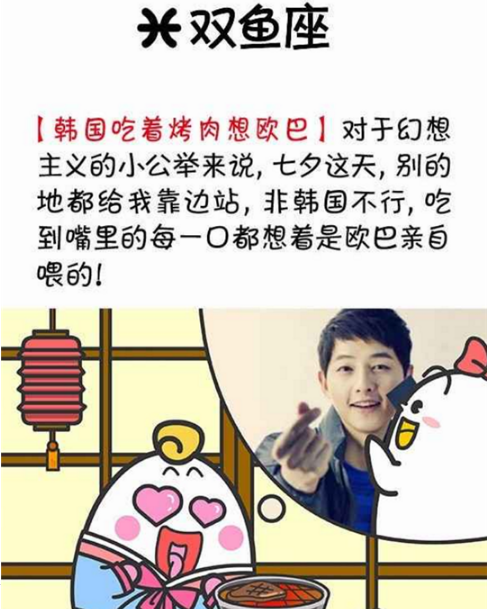 双鱼座
【韩国吃着烤肉想欧巴】对于幻想
主义的小公举来说,七夕这天,别的
地都给我靠边站,非韩国不行,吃
到嘴里的每一口都想着是欧巴亲自
喂的!